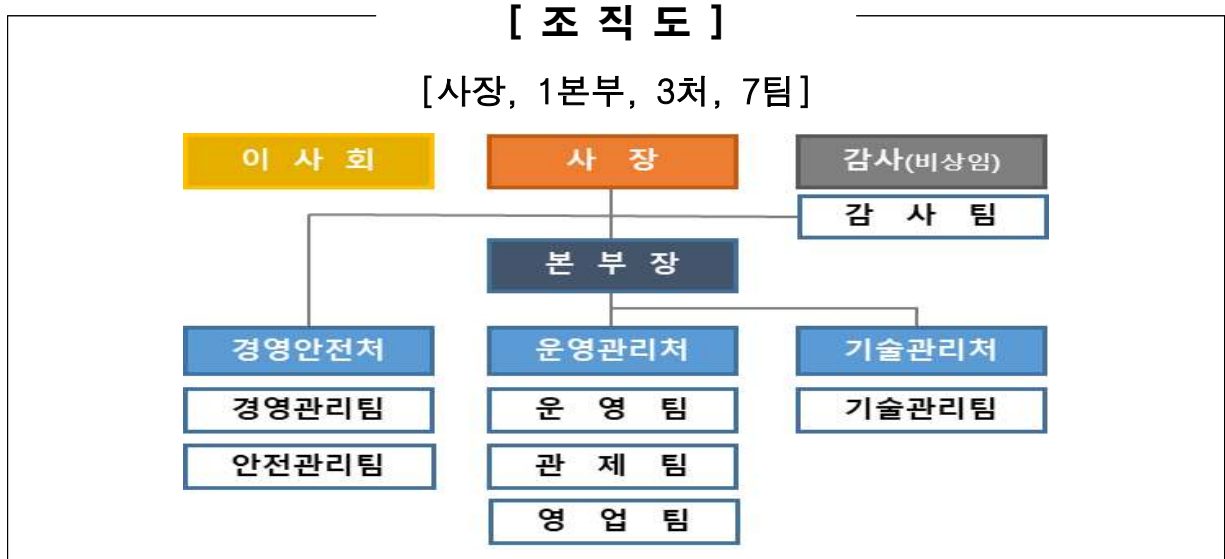 [ 조 직 도 ]
[사장, 1본부, 3처, 7팀]
이 사 회
사 장
감사(비상임)
감 사 팀
본 부 장
경영안전처
운영관리처
기술관리처
경영관리팀
운 영 팀
기술관리팀
안전관리팀
관 제 팀
영 업 팀